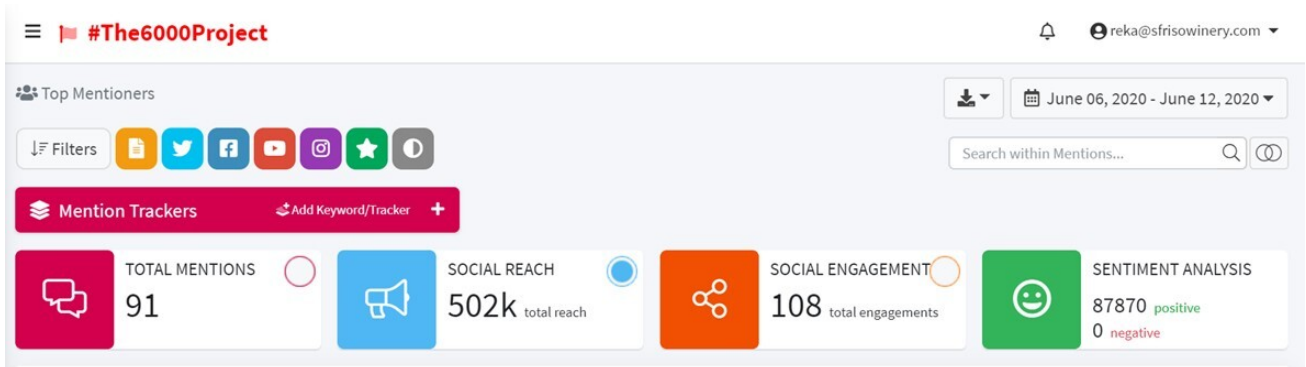 #The6000Project
reka@sfrisowinery.com
Top Mentioners
June 06, 2020 - June 12, 2020
Filters
Search within Mentions...
Mention Trackers
Add Keyword/Tracker +
TOTAL MENTIONS
91
SOCIAL REACH
502k total reach
SOCIAL ENGAGEMENT
108 total engagements
SENTIMENT ANALYSIS
87870 positive
0 negative